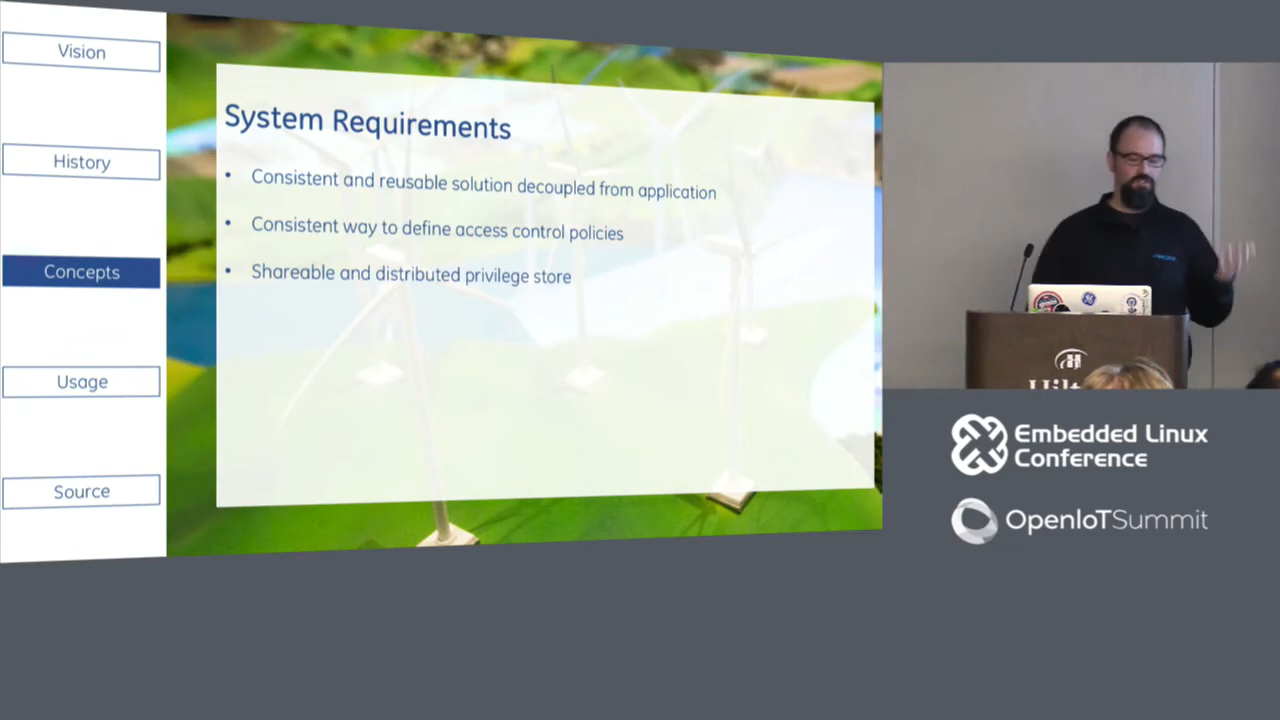 Vision
History
Concepts
Usage
Source
System Requirements
• Consistent and reusable solution decoupled from application
• Consistent way to define access control policies
• Shareable and distributed privilege store
Embedded Linux
Conference
OpenIoTSummit